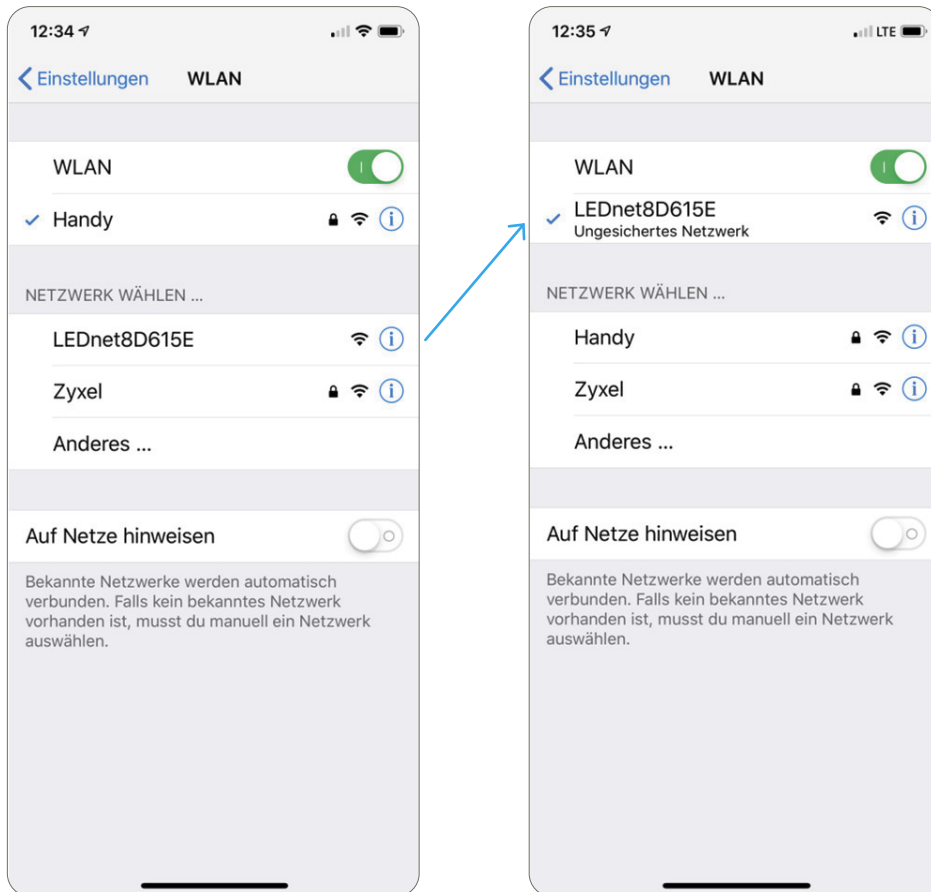 12:34
Einstellungen WLAN
WLAN
Handy
NETZWERK WÄHLEN ...
LEDnet8D615E
Zyxel
Anderes ...
Auf Netze hinweisen
Bekannte Netzwerke werden automatisch
verbunden. Falls kein bekanntes Netzwerk
vorhanden ist, musst du manuell ein Netzwerk
auswählen.
12:35 LTE
Einstellungen WLAN
WLAN
LEDnet8D615E
Ungesichertes Netzwerk
NETZWERK WÄHLEN ...
Handy
Zyxel
Anderes ...
Auf Netze hinweisen
Bekannte Netzwerke werden automatisch
verbunden. Falls kein bekanntes Netzwerk
vorhanden ist, musst du manuell ein Netzwerk
auswählen.